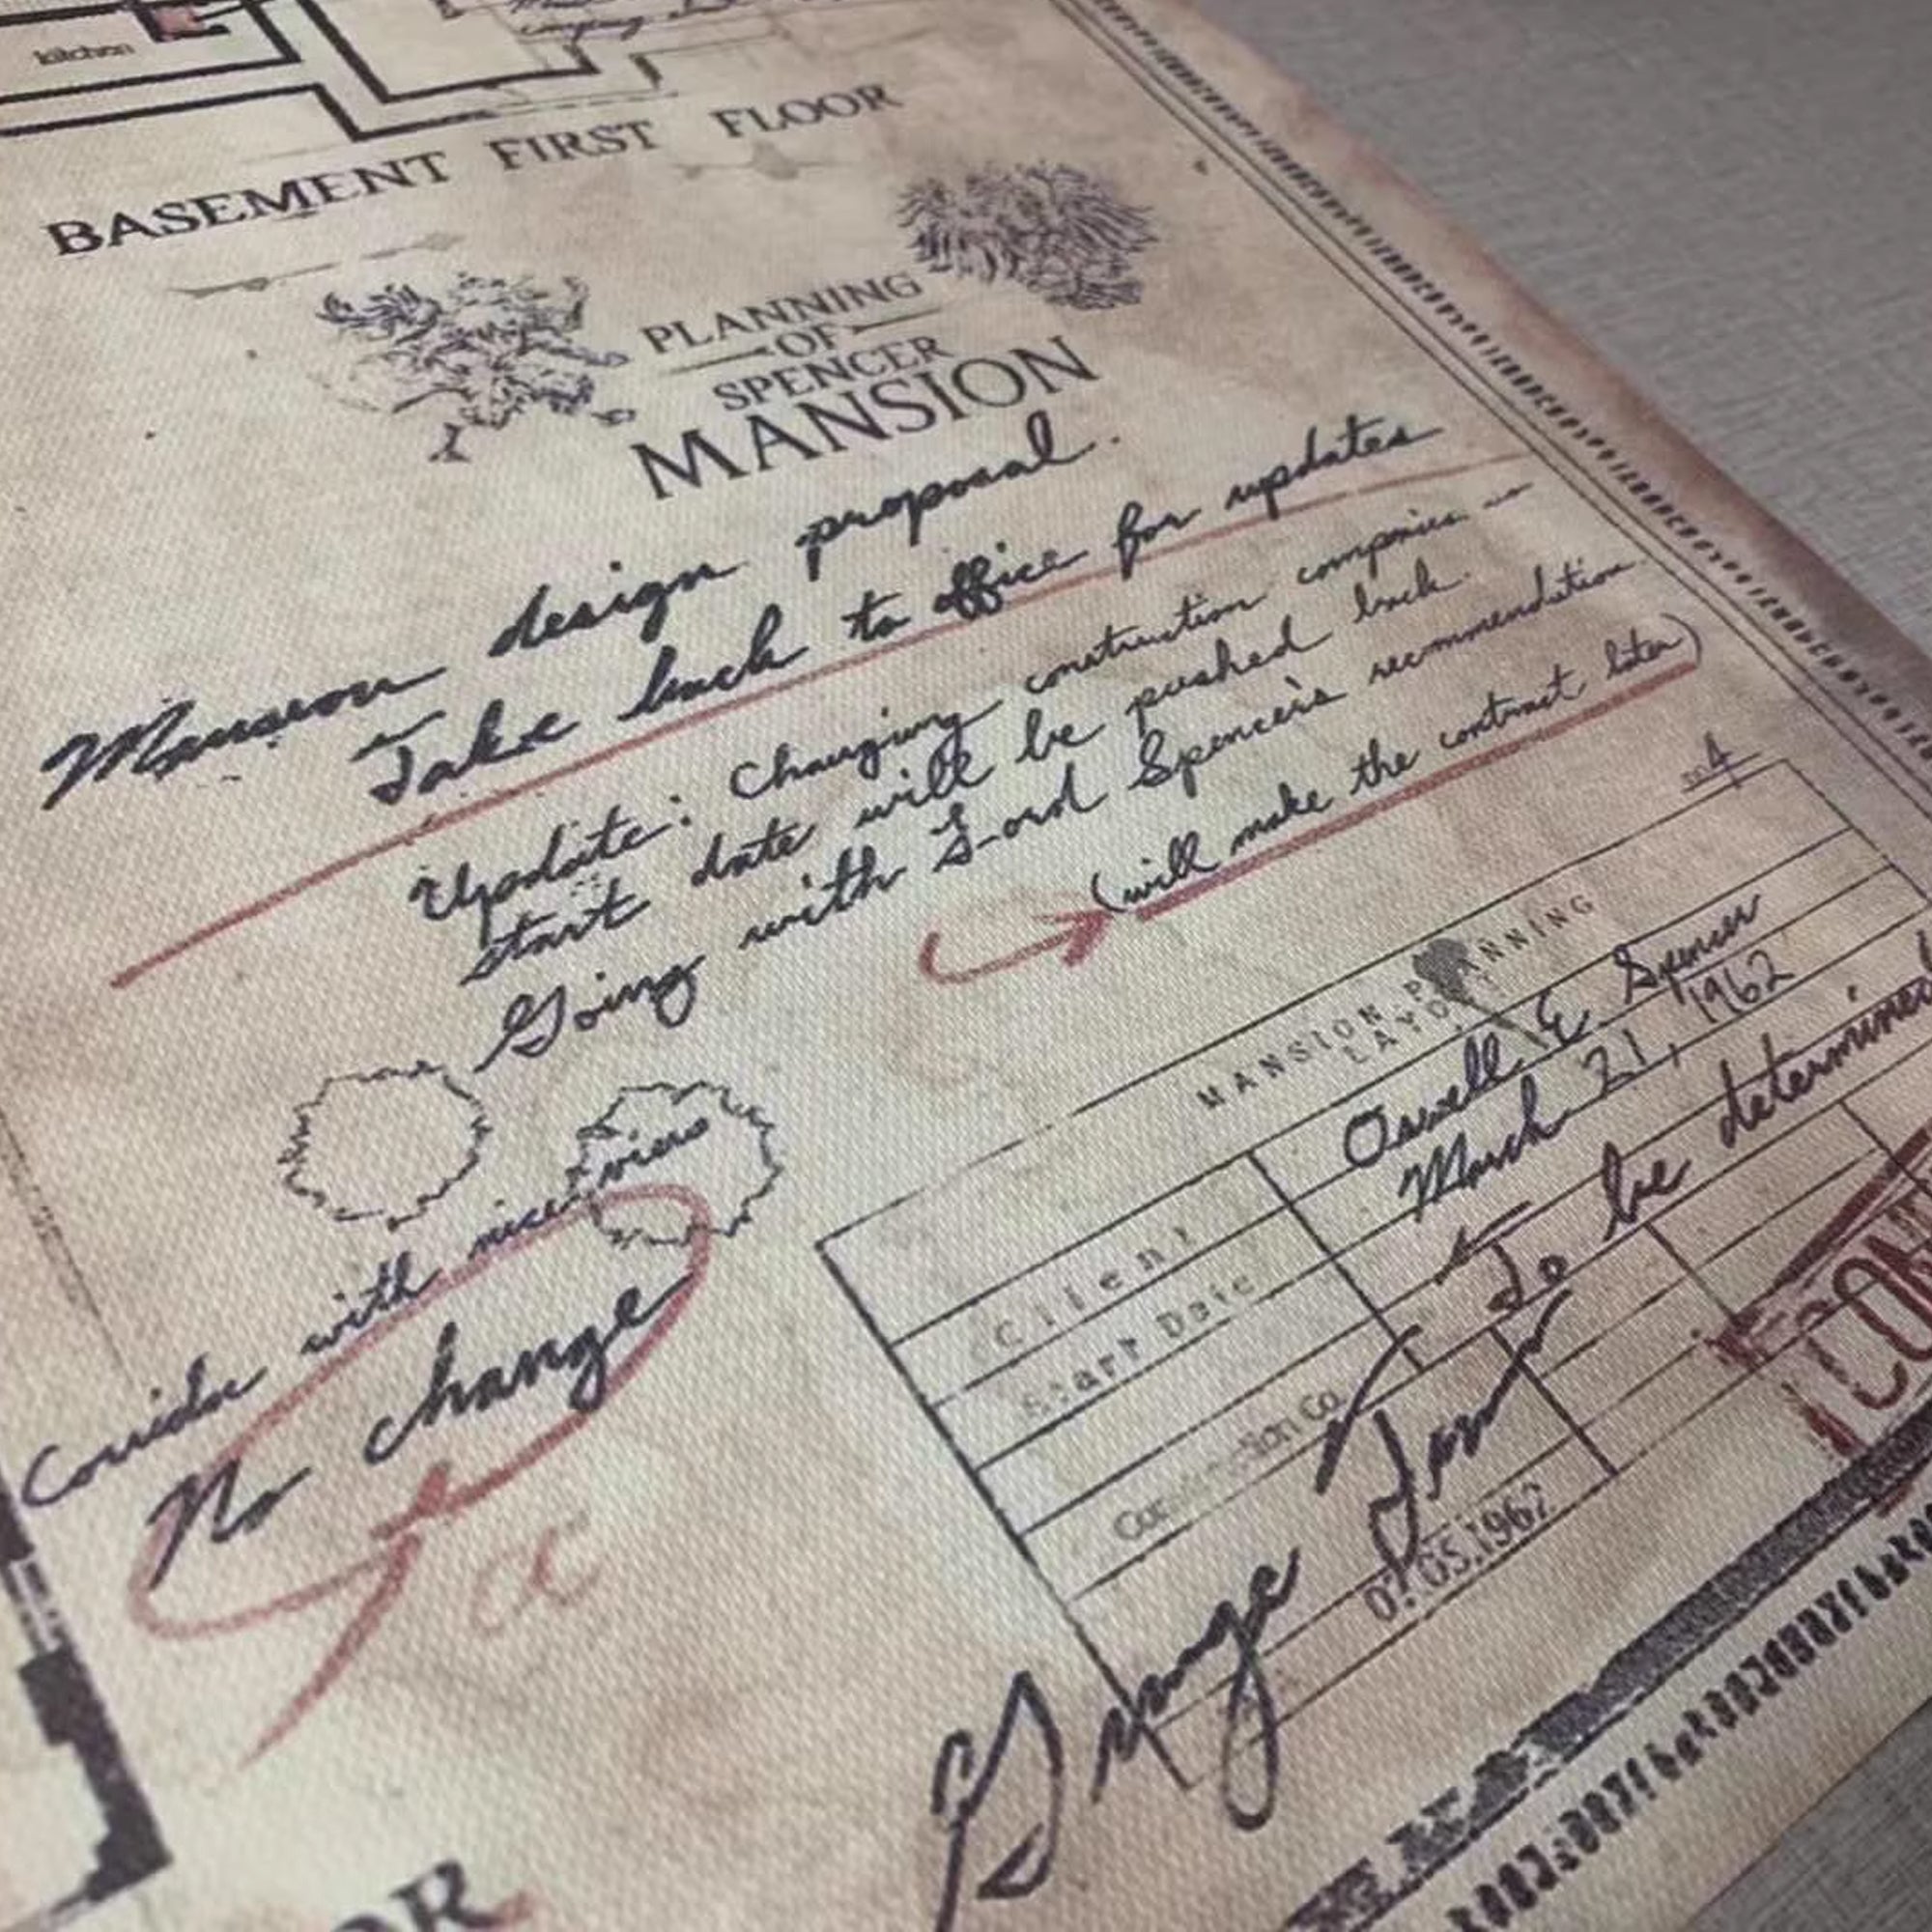 kitchen
company
BASEMENT FIRST FLOOR
PLANNING
OF
SPENCER
MANSION
Mansion design proposal.
Take back to office for updates
Update: Changing construction companies —
start date will be pushed back.
Going with Lord Spencer's recommendation
(will make the contract later)
MANSION PLANNING
LAYOUT
Client Oswell E Spencer
Start Date March 21, 1962
Construction Co. To be determined
Corridor with nice views
No change
.05.1967